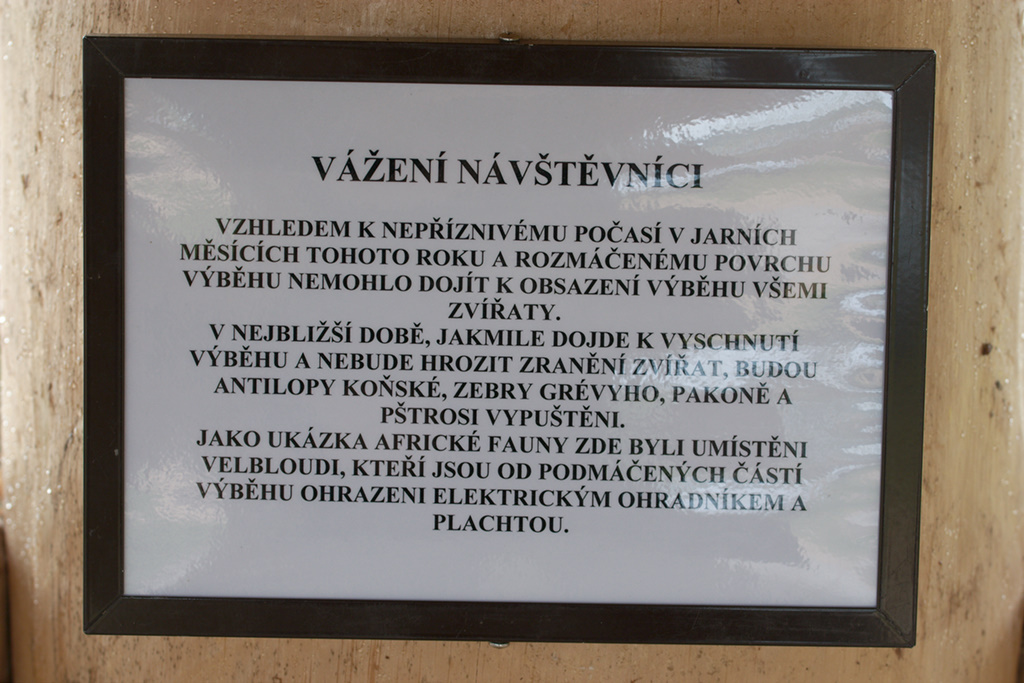 VÁŽENÍ NÁVŠTĚVNÍCI
VZHLEDEM K NEPŘÍZNIVÉMU POČASÍ V JARNÍCH
MĚSÍCÍCH TOHOTO ROKU A ROZMÁČENÉMU POVRCHU
VÝBĚHU NEMOHLO DOJÍT K OBSAZENÍ VÝBĚHU VŠEMI
ZVÍŘATY.
V NEJBLIŽŠÍ DOBĚ, JAKMILE DOJDE K VYSCHNUTÍ
VÝBĚHU A NEBUDE HROZIT ZRANĚNÍ ZVÍŘAT, BUDOU
ANTILOPY KOŇSKÉ, ZEBRY GRÉVYHO, PAKONĚ A
PŠTROSI VYPUŠTĚNI.
JAKO UKÁZKA AFRICKÉ FAUNY ZDE BYLI UMÍSTĚNI
VELBLOUDI, KTEŘÍ JSOU OD PODMÁČENÝCH ČÁSTÍ
VÝBĚHU OHRAZENI ELEKTRICKÝM OHRADNÍKEM A
PLACHTOU.